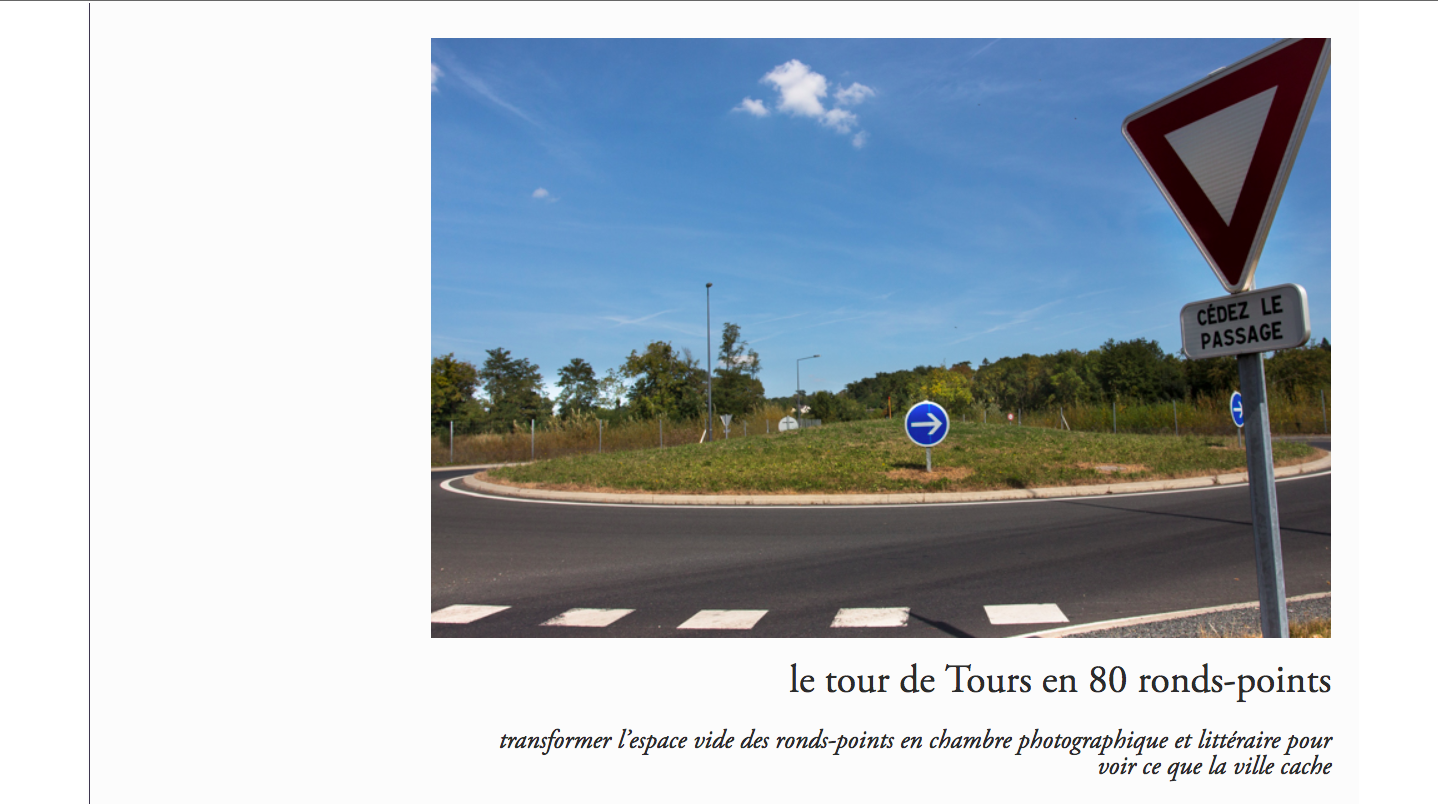 CÉDEZ LE
PASSAGE
le tour de Tours en 80 ronds-points
transformer l’espace vide des ronds-points en chambre photographique et littéraire pour
voir ce que la ville cache